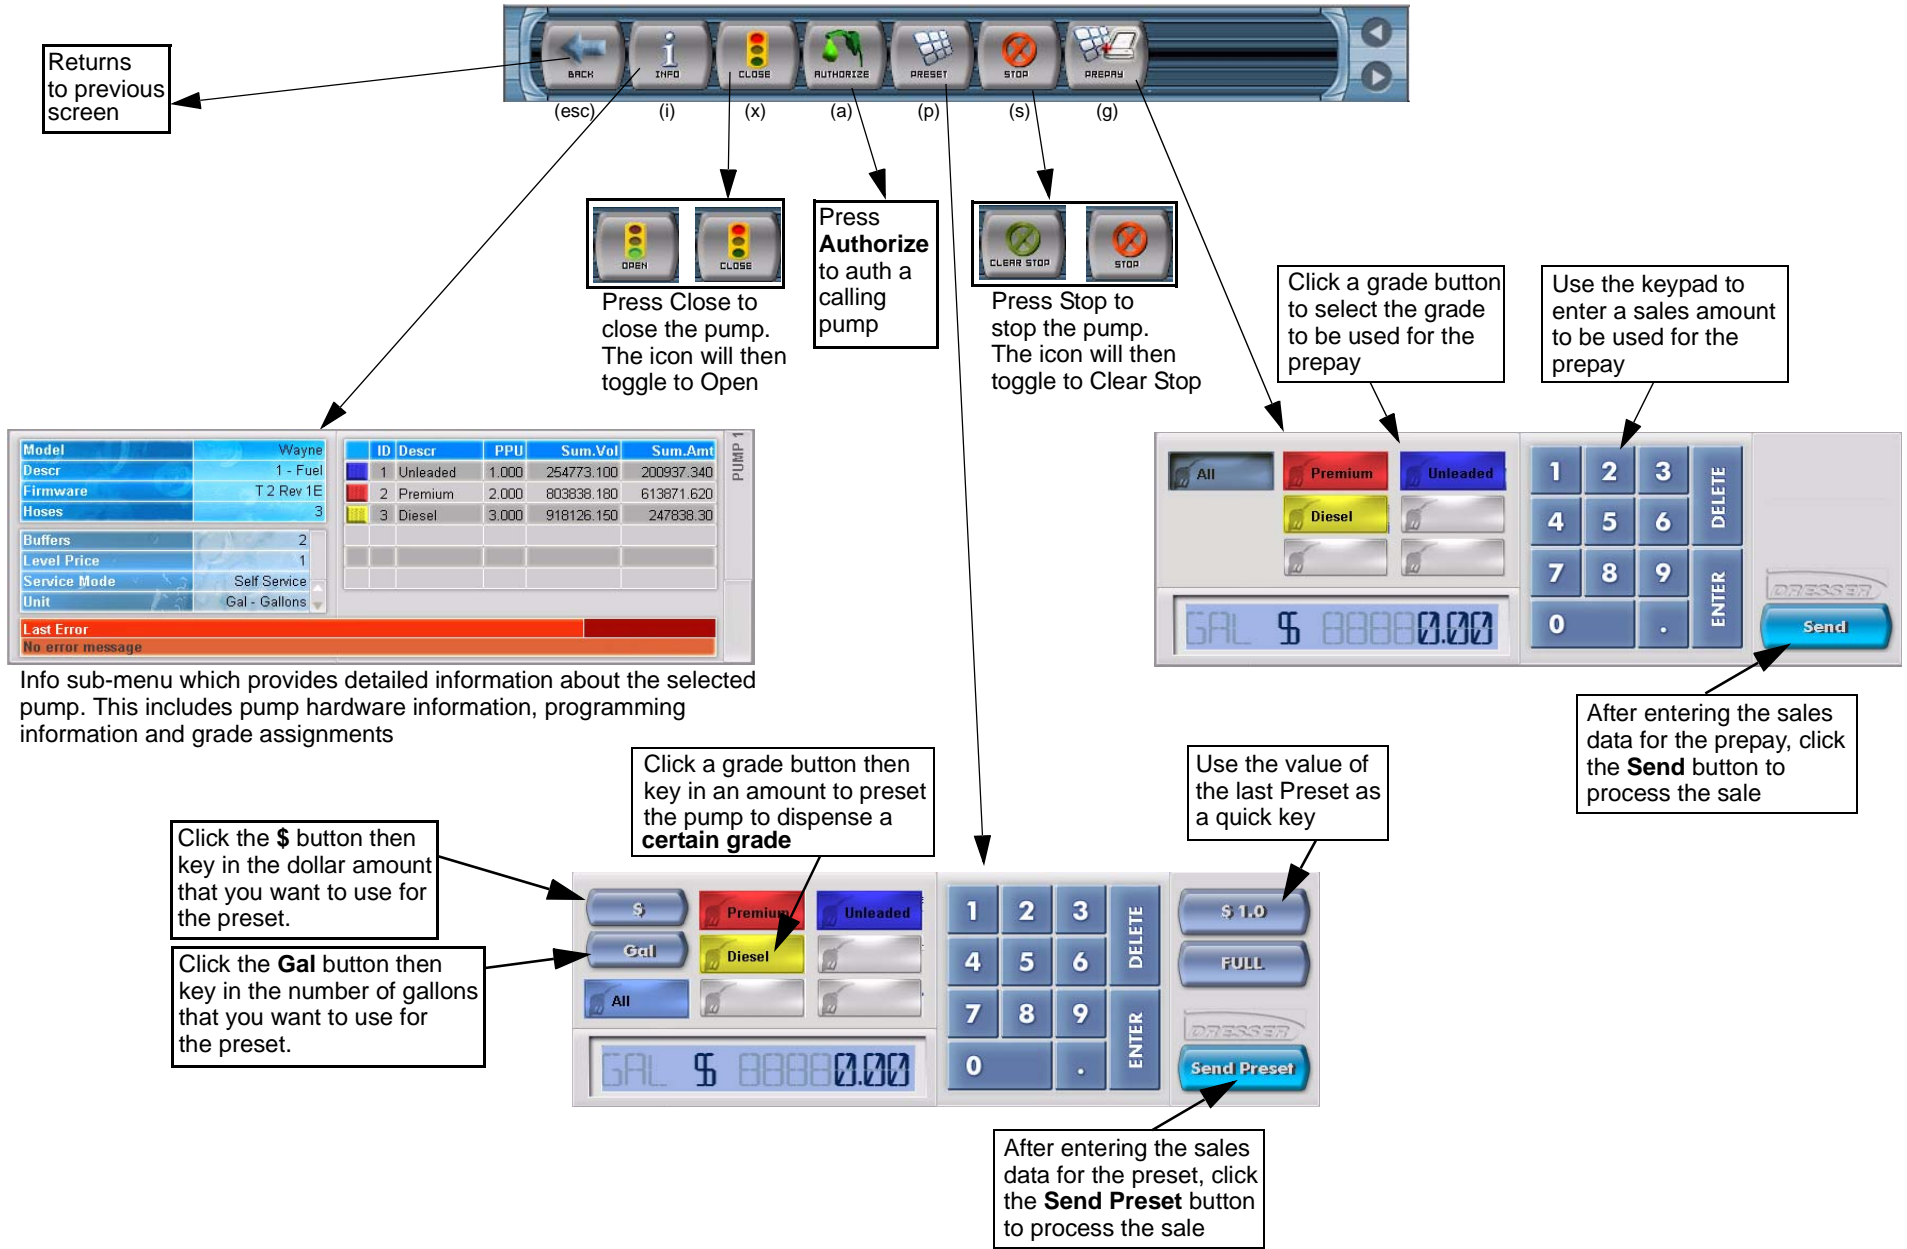 Returns
to previous
screen
BACK
INFO
CLOSE
AUTHORIZE
PRESET
STOP
PREPAY
(esc)
(i)
(x)
(a)
(p)
(s)
(g)
OPEN
CLOSE
Press Close to
close the pump.
The icon will then
toggle to Open
Press
Authorize
to auth a
calling
pump
CLEAR STOP
STOP
Press Stop to
stop the pump.
The icon will then
toggle to Clear Stop
Click a grade button
to select the grade
to be used for the
prepay
Use the keypad to
enter a sales amount
to be used for the
prepay
Model Wayne
Descr 1 - Fuel
Firmware T 2 Rev 1E
Hoses 3
Buffers 2
Level Price 1
Service Mode Self Service
Unit Gal - Gallons
ID Descr PPU Sum.Vol Sum.Amt
1 Unleaded 1.000 254773.100 200937.340
2 Premium 2.000 803838.180 613871.620
3 Diesel 3.000 918126.150 247838.30
PUMP 1
Last Error
No error message
Info sub-menu which provides detailed information about the selected
pump. This includes pump hardware information, programming
information and grade assignments
All Premium Unleaded
Diesel
GAL $ 88880.00
1 2 3 DELETE
4 5 6
7 8 9 ENTER
0 .
DRESSER
Send
After entering the sales
data for the prepay, click
the Send button to
process the sale
Click a grade button then
key in an amount to preset
the pump to dispense a
certain grade
Use the value of
the last Preset as
a quick key
Click the $ button then
key in the dollar amount
that you want to use for
the preset.
Click the Gal button then
key in the number of gallons
that you want to use for
the preset.
$ Premium Unleaded
Gal Diesel
All
GAL $ 88880.00
1 2 3 DELETE
4 5 6
7 8 9 ENTER
0 .
$ 1.0
FULL
DRESSER
Send Preset
After entering the sales
data for the preset, click
the Send Preset button
to process the sale